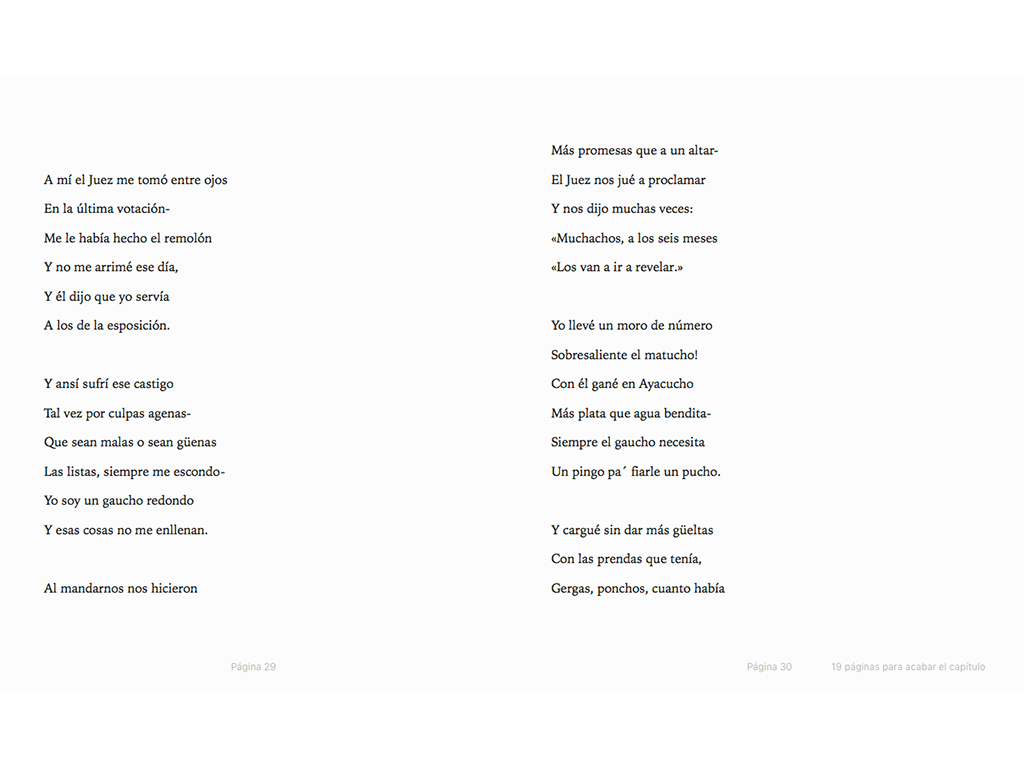 A mí el Juez me tomó entre ojos
En la última votación-
Me le había hecho el remolón
Y no me arrimé ese día,
Y él dijo que yo servía
A los de la esposición.
Y ansí sufrí ese castigo
Tal vez por culpas agenas-
Que sean malas o sean güenas
Las listas, siempre me escondo-
Yo soy un gaucho redondo
Y esas cosas no me enllenan.
Al mandarnos nos hicieron
Página 29
Más promesas que a un altar-
El Juez nos jué a proclamar
Y nos dijo muchas veces:
«Muchachos, a los seis meses
«Los van a ir a revelar.»
Yo llevé un moro de número
Sobresaliente el matucho!
Con él gané en Ayacucho
Más plata que agua bendita-
Siempre el gaucho necesita
Un pingo pa´ fiarle un pucho.
Y cargué sin dar más güeltas
Con las prendas que tenía,
Gergas, ponchos, cuanto había
Página 30
19 páginas para acabar el capítulo